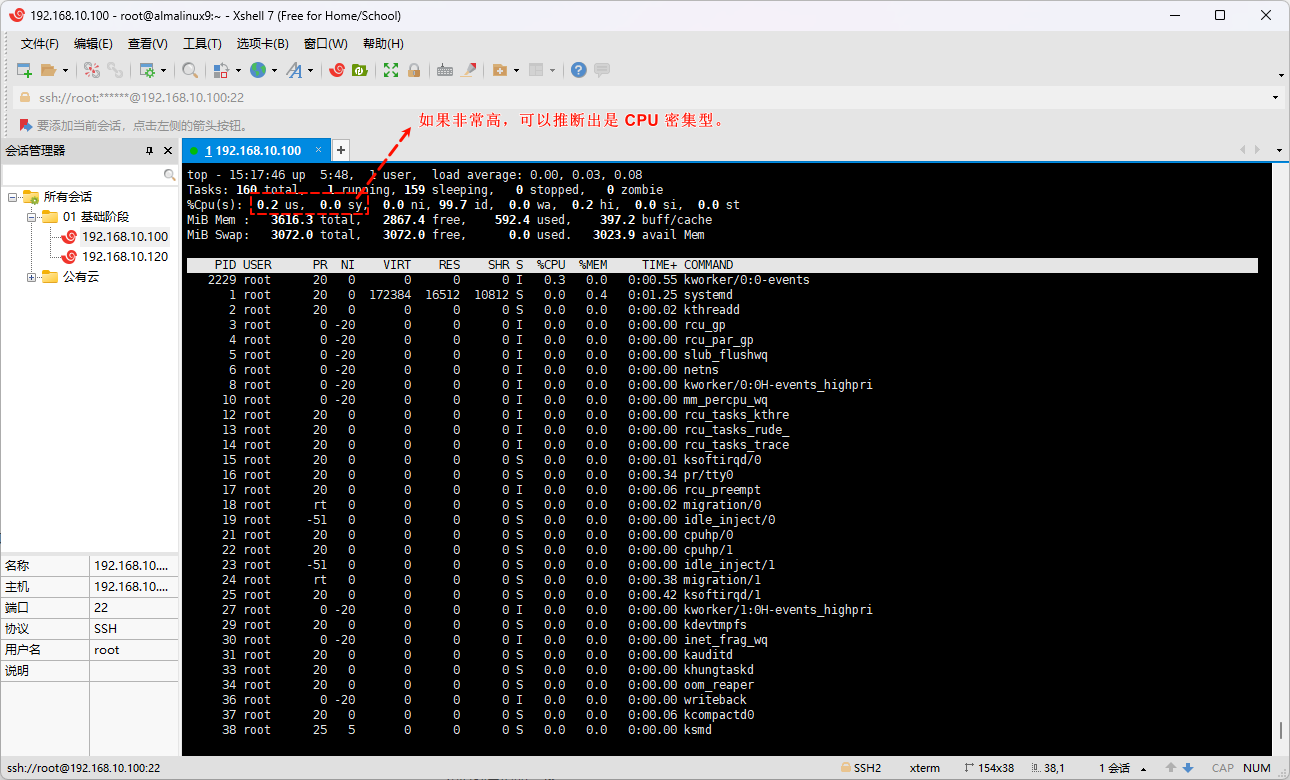 192.168.10.100 - root@almalinux9:~ - Xshell 7 (Free for Home/School)
文件(F) 编辑(E) 查看(V) 工具(T) 选项卡(B) 窗口(W) 帮助(H)
ssh://root:******@192.168.10.100:22
要添加当前会话，点击左侧的箭头按钮。
如果非常高，可以推断出是 CPU 密集型。
会话管理器
所有会话
01 基础阶段
192.168.10.100
192.168.10.120
公有云
名称 192.168.10....
主机 192.168.10....
端口 22
协议 SSH
用户名 root
说明
1 192.168.10.100
top - 15:17:46 up  5:48,  1 user,  load average: 0.00, 0.03, 0.08
Tasks: 160 total,   1 running, 159 sleeping,   0 stopped,   0 zombie
%Cpu(s):  0.2 us,  0.0 sy,  0.0 ni, 99.7 id,  0.0 wa,  0.2 hi,  0.0 si,  0.0 st
MiB Mem :   3616.3 total,   2867.4 free,    592.4 used,    397.2 buff/cache
MiB Swap:   3072.0 total,   3072.0 free,      0.0 used.   3023.9 avail Mem
PID USER PR NI VIRT RES SHR S %CPU %MEM TIME+ COMMAND
2229 root 20 0 0 0 0 I 0.3 0.0 0:00.55 kworker/0:0-events
1 root 20 0 172384 16512 10812 S 0.0 0.4 0:01.25 systemd
2 root 20 0 0 0 0 S 0.0 0.0 0:00.02 kthreadd
3 root 0 -20 0 0 0 I 0.0 0.0 0:00.00 rcu_gp
4 root 0 -20 0 0 0 I 0.0 0.0 0:00.00 rcu_par_gp
5 root 0 -20 0 0 0 I 0.0 0.0 0:00.00 slub_flushwq
6 root 0 -20 0 0 0 I 0.0 0.0 0:00.00 netns
8 root 0 -20 0 0 0 I 0.0 0.0 0:00.00 kworker/0:0H-events_highpri
10 root 0 -20 0 0 0 I 0.0 0.0 0:00.00 mm_percpu_wq
12 root 20 0 0 0 0 I 0.0 0.0 0:00.00 rcu_tasks_kthre
13 root 20 0 0 0 0 I 0.0 0.0 0:00.00 rcu_tasks_rude_
14 root 20 0 0 0 0 I 0.0 0.0 0:00.00 rcu_tasks_trace
15 root 20 0 0 0 0 S 0.0 0.0 0:00.01 ksoftirqd/0
16 root 20 0 0 0 0 S 0.0 0.0 0:00.34 pr/tty0
17 root 20 0 0 0 0 I 0.0 0.0 0:00.06 rcu_preempt
18 root rt 0 0 0 0 S 0.0 0.0 0:00.02 migration/0
19 root -51 0 0 0 0 S 0.0 0.0 0:00.00 idle_inject/0
21 root 20 0 0 0 0 S 0.0 0.0 0:00.00 cpuhp/0
22 root 20 0 0 0 0 S 0.0 0.0 0:00.00 cpuhp/1
23 root -51 0 0 0 0 S 0.0 0.0 0:00.00 idle_inject/1
24 root rt 0 0 0 0 S 0.0 0.0 0:00.38 migration/1
25 root 20 0 0 0 0 S 0.0 0.0 0:00.42 ksoftirqd/1
27 root 0 -20 0 0 0 I 0.0 0.0 0:00.00 kworker/1:0H-events_highpri
29 root 20 0 0 0 0 S 0.0 0.0 0:00.00 kdevtmpfs
30 root 0 -20 0 0 0 I 0.0 0.0 0:00.00 inet_frag_wq
31 root 20 0 0 0 0 S 0.0 0.0 0:00.00 kauditd
33 root 20 0 0 0 0 S 0.0 0.0 0:00.00 khungtaskd
34 root 20 0 0 0 0 S 0.0 0.0 0:00.00 oom_reaper
36 root 0 -20 0 0 0 I 0.0 0.0 0:00.00 writeback
37 root 20 0 0 0 0 S 0.0 0.0 0:00.06 kcompactd0
38 root 25 5 0 0 0 S 0.0 0.0 0:00.00 ksmd
ssh://root@192.168.10.100:22 SSH2 xterm 154x38 38,1 1 会话 CAP NUM